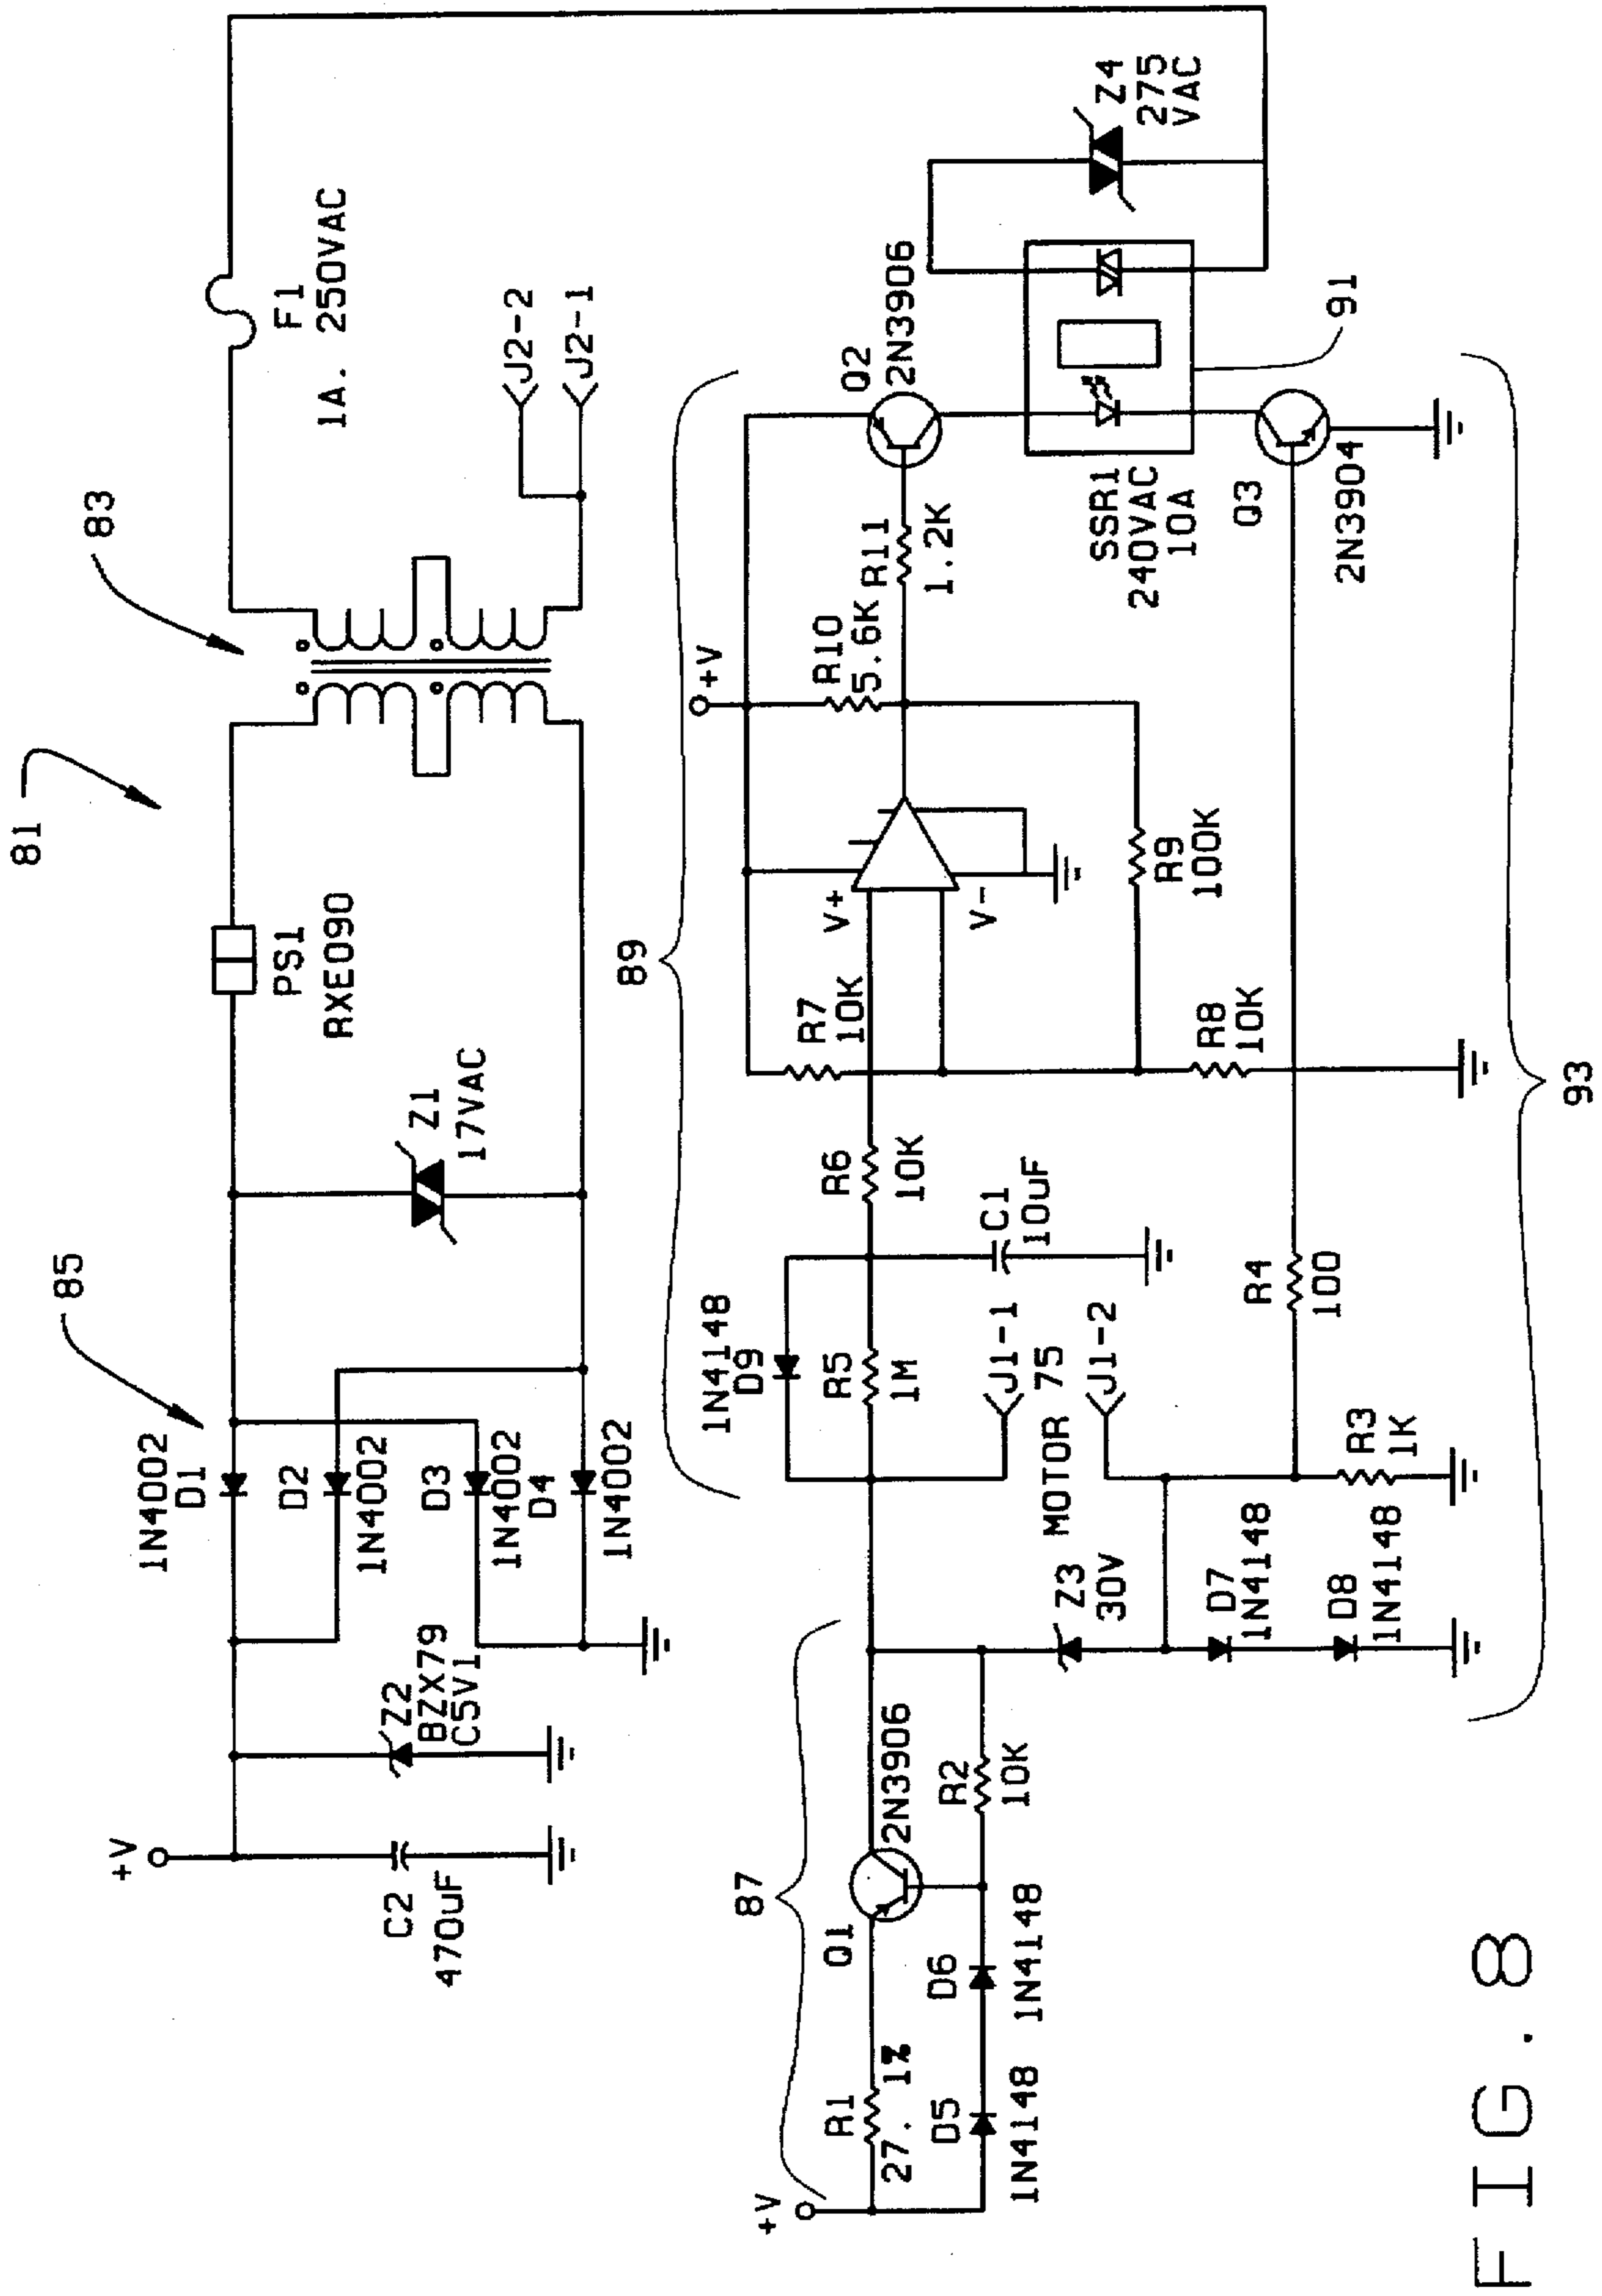 81
83
85
+V
C2
470uF
Z2
BZX79
C5V1
1N4002
D1
D2
1N4002
D3
1N4002
D4
1N4002
Z1
17VAC
PS1
RXE090
F1
1A. 250VAC
J2-2
J2-1
87
89
+V
R1
27. 1%
D5
1N4148
D6
1N4148
Q1
2N3906
R2
10K
Z3
30V
D7
1N4148
D8
1N4148
1N4148
D9
R5
1M
J1-1
MOTOR 75
J1-2
R3
1K
C1
10uF
R4
100
R6
10K
R7
10K
R8
10K
V+
V-
R9
100K
+V
R10
5.6K
R11
1.2K
Q2
2N3906
SSR1
240VAC
10A
Q3
2N3904
91
Z4
275
VAC
93
FIG. 8